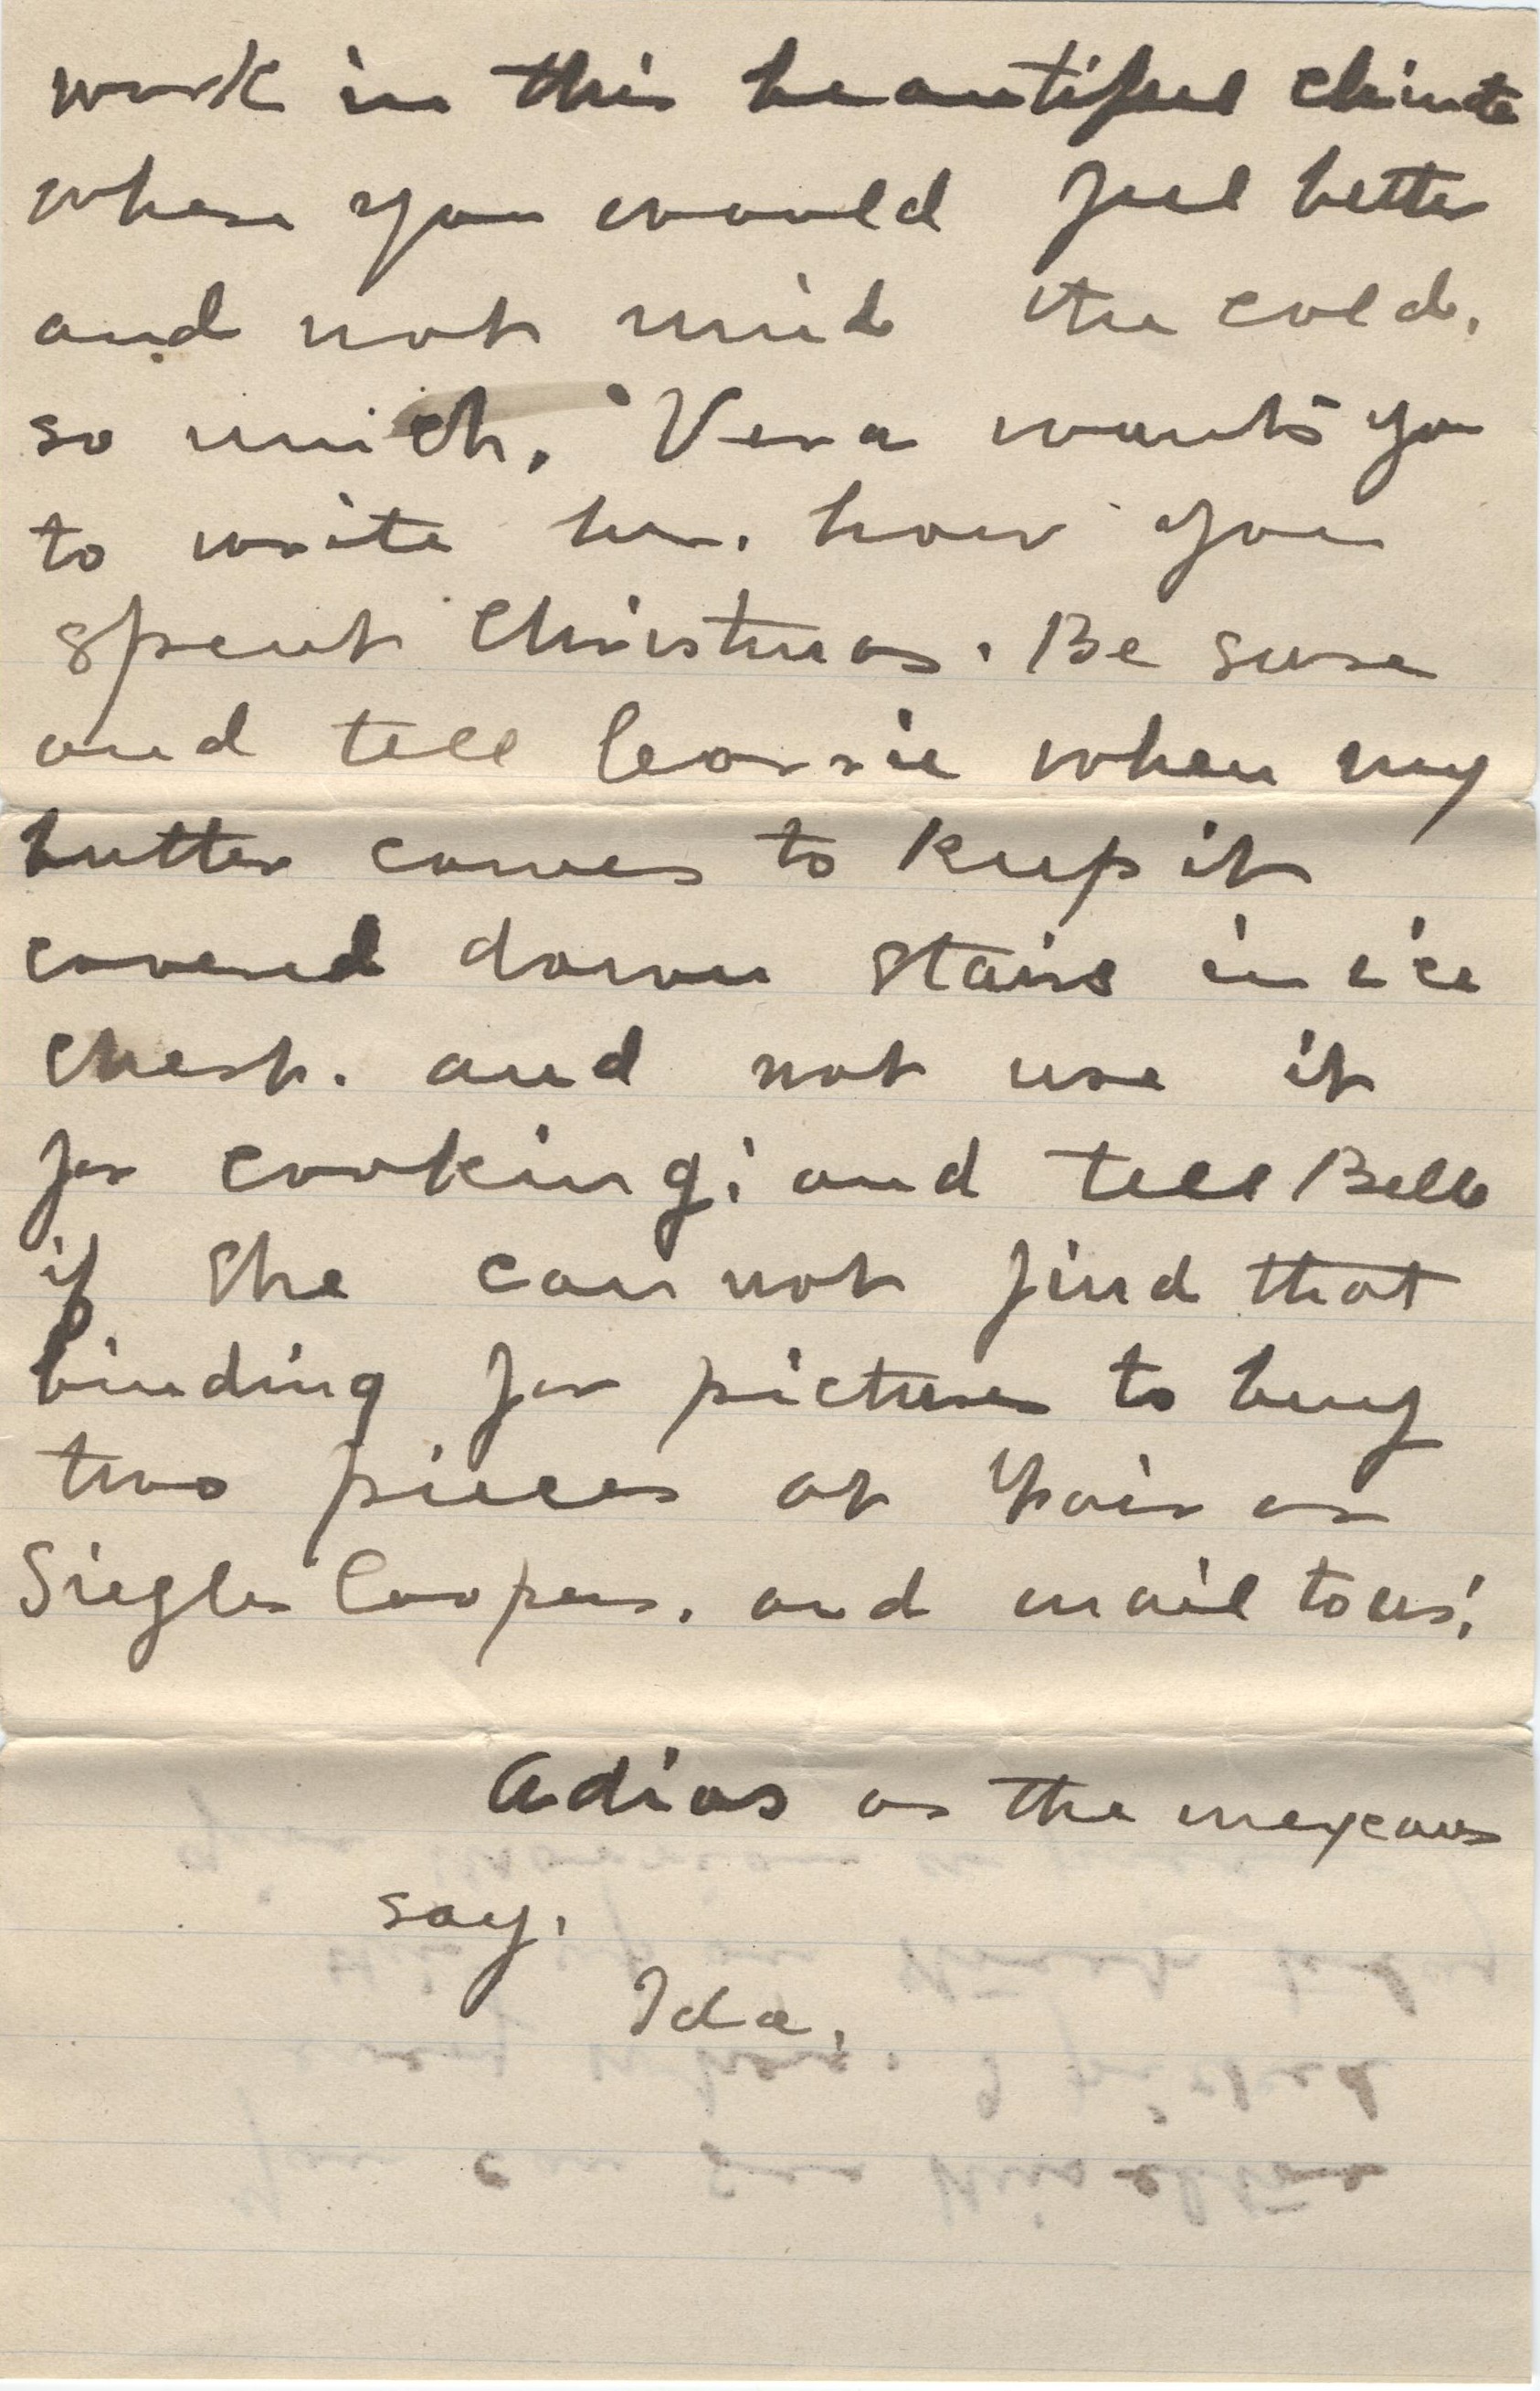 work in this beautiful climate
where you would feel better
and not mind the cold.
so much. Vera wants you
to write her. how you
spent Christmas. Be sure
and tell Cassie when my
butter comes to keep it
covered down stairs in ice
chest. and not use it
for cooking; and tell Belle
if she can not find that
binding for pictures to buy
two pieces at Fair or
Siegle Coopers. and mail to us.
Adios as the mexcans
say.
Ida.